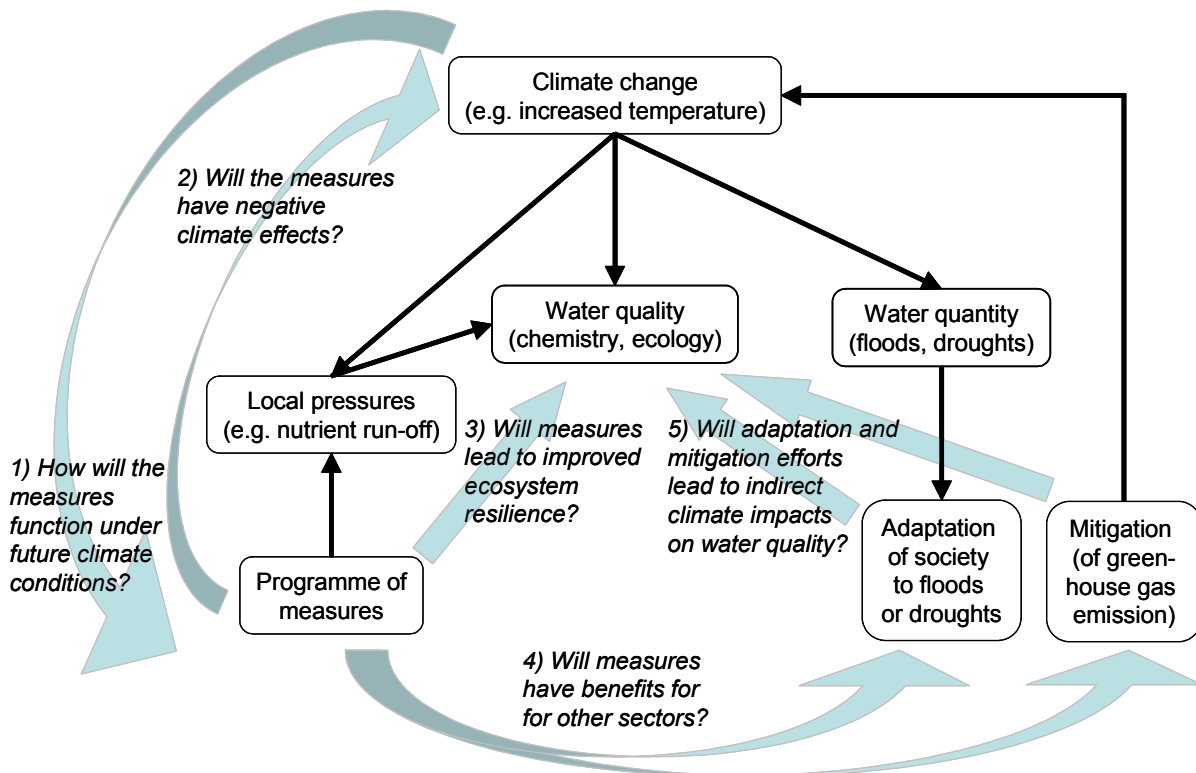 Climate change
(e.g. increased temperature)
2) Will the measures
have negative
climate effects?
Water quality
(chemistry, ecology)
Water quantity
(floods, droughts)
Local pressures
(e.g. nutrient run-off)
3) Will measures
lead to improved
ecosystem
resilience?
5) Will adaptation and
mitigation efforts
lead to indirect
climate impacts
on water quality?
1) How will the
measures
function under
future climate
conditions?
Programme of
measures
Adaptation
of society
to floods
or droughts
Mitigation
(of green-
house gas
emission)
4) Will measures
have benefits for
for other sectors?